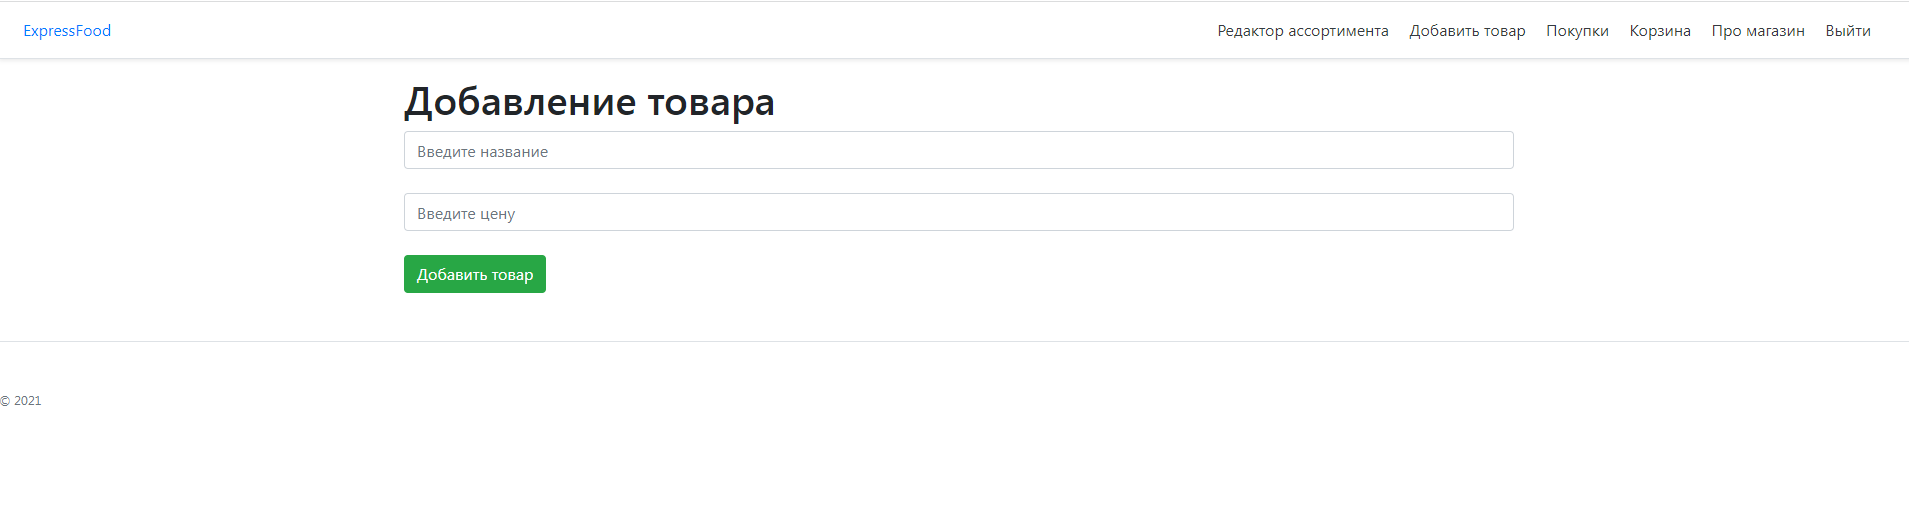 ExpressFood Редактор ассортимента Добавить товар Покупки Корзина Про магазин Выйти
Добавление товара
Введите название
Введите цену
Добавить товар
© 2021